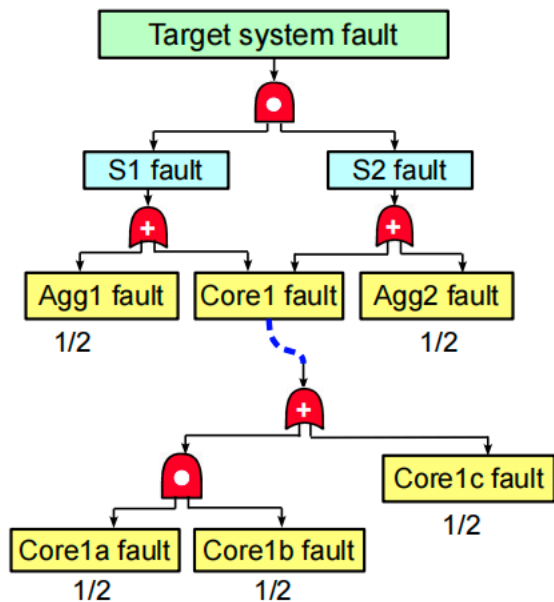 Target system fault
S1 fault
S2 fault
+
+
Agg1 fault
Core1 fault
Agg2 fault
1/2
1/2
+
Core1c fault
1/2
Core1a fault
Core1b fault
1/2
1/2